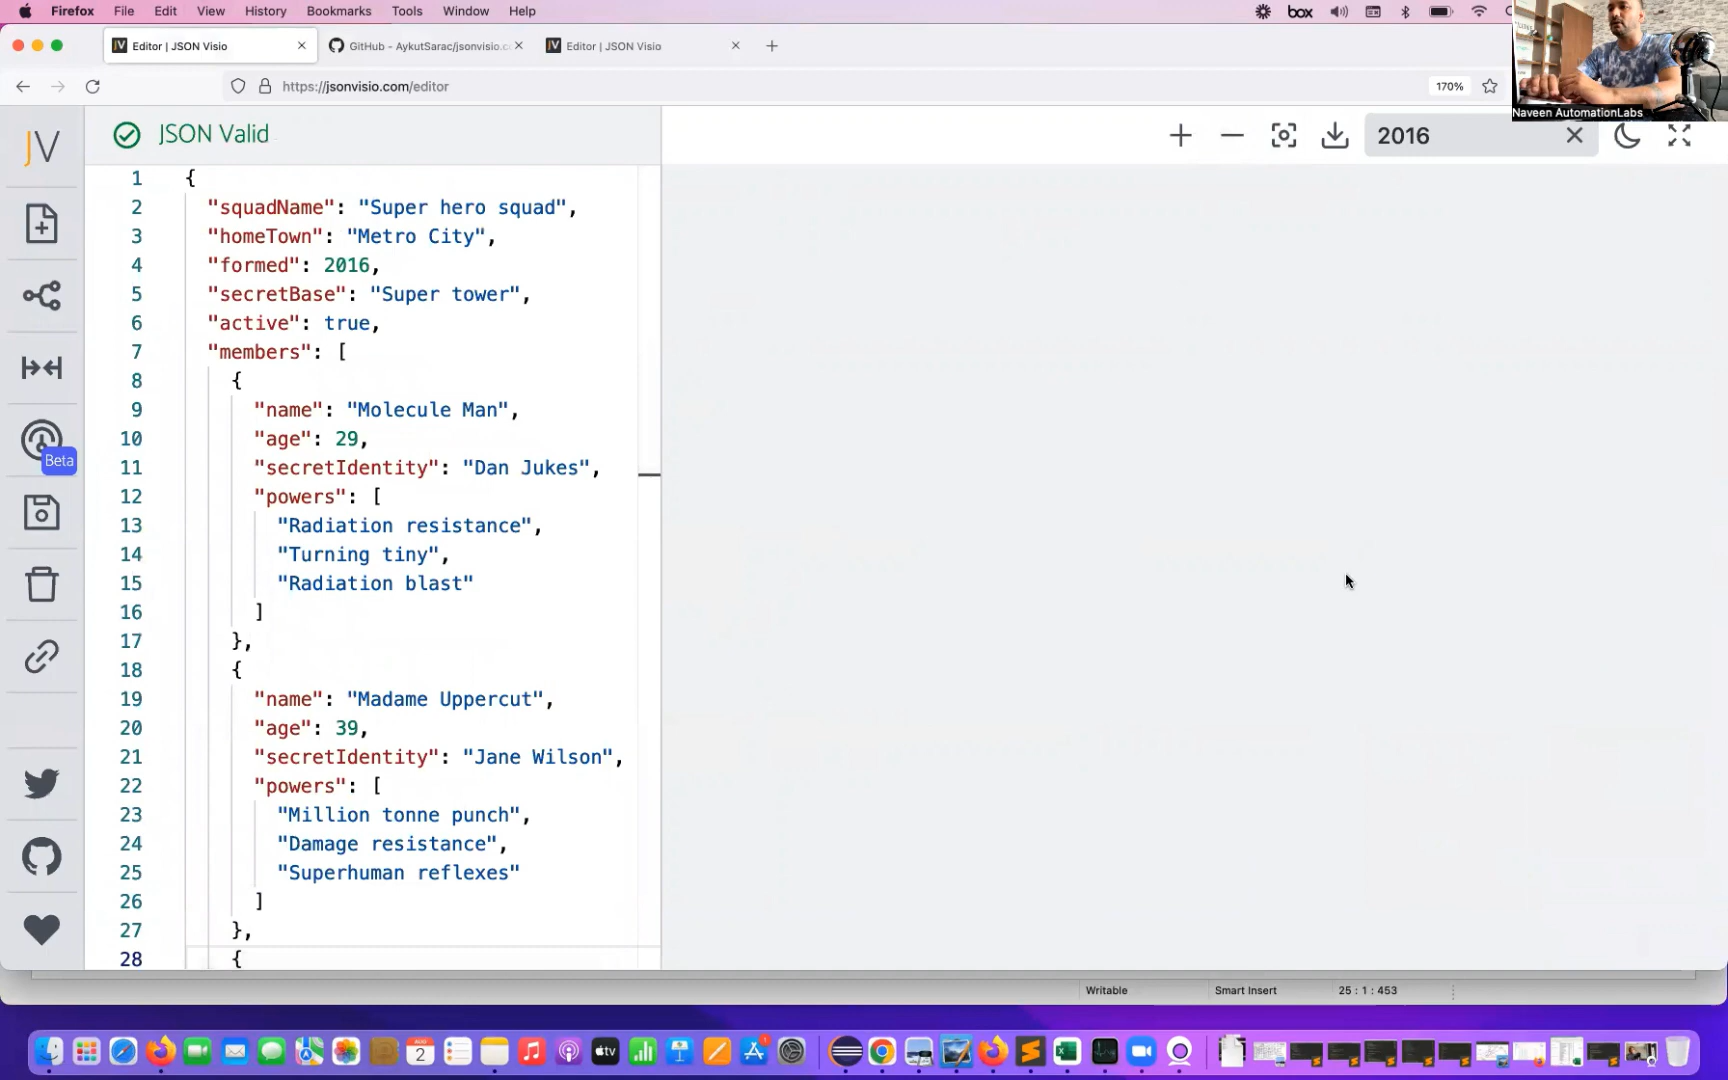 Firefox File Edit View History Bookmarks Tools Window Help box
Editor | JSON Visio
GitHub - AykutSarac/jsonvisio.c
Editor | JSON Visio
https://jsonvisio.com/editor
170%
Naveen AutomationLabs
JV
JSON Valid
2016
1 {
2 "squadName": "Super hero squad",
3 "homeTown": "Metro City",
4 "formed": 2016,
5 "secretBase": "Super tower",
6 "active": true,
7 "members": [
8 {
9 "name": "Molecule Man",
10 "age": 29,
11 "secretIdentity": "Dan Jukes",
12 "powers": [
13 "Radiation resistance",
14 "Turning tiny",
15 "Radiation blast"
16 ]
17 },
18 {
19 "name": "Madame Uppercut",
20 "age": 39,
21 "secretIdentity": "Jane Wilson",
22 "powers": [
23 "Million tonne punch",
24 "Damage resistance",
25 "Superhuman reflexes"
26 ]
27 },
28 {
Beta
Writable Smart Insert 25 : 1 : 453
2
tv